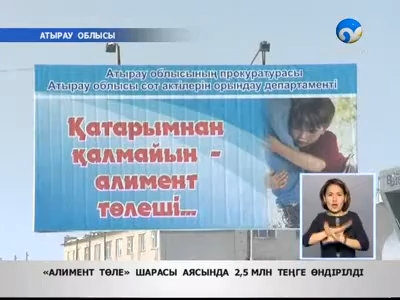 АТЫРАУ ОБЛЫСЫ
Атырау облысының прокуратурасы
Атырау облысы сот актілерін орындау департаменті
Қатарымнан
қалмайын -
алимент
төлеші...
«АЛИМЕНТ ТӨЛЕ» ШАРАСЫ АЯСЫНДА 2,5 МЛН ТЕҢГЕ ӨНДІРІЛДІ